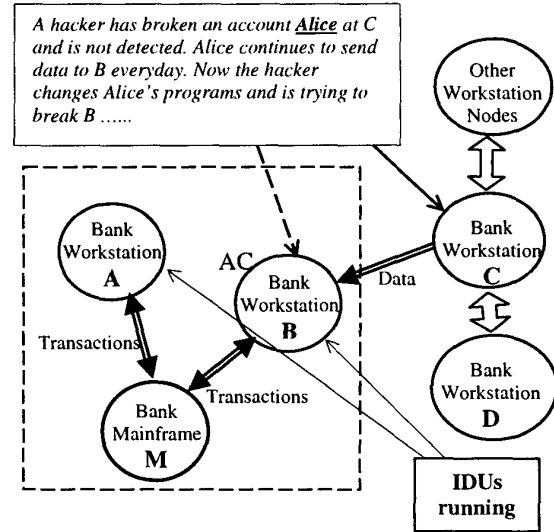 A hacker has broken an account Alice at C
and is not detected. Alice continues to send
data to B everyday. Now the hacker
changes Alice's programs and is trying to
break B ......
Other
Workstation
Nodes
Bank
Workstation
A
AC
Bank
Workstation
B
Data
Bank
Workstation
C
Transactions
Transactions
Bank
Mainframe
M
Bank
Workstation
D
IDUs
running